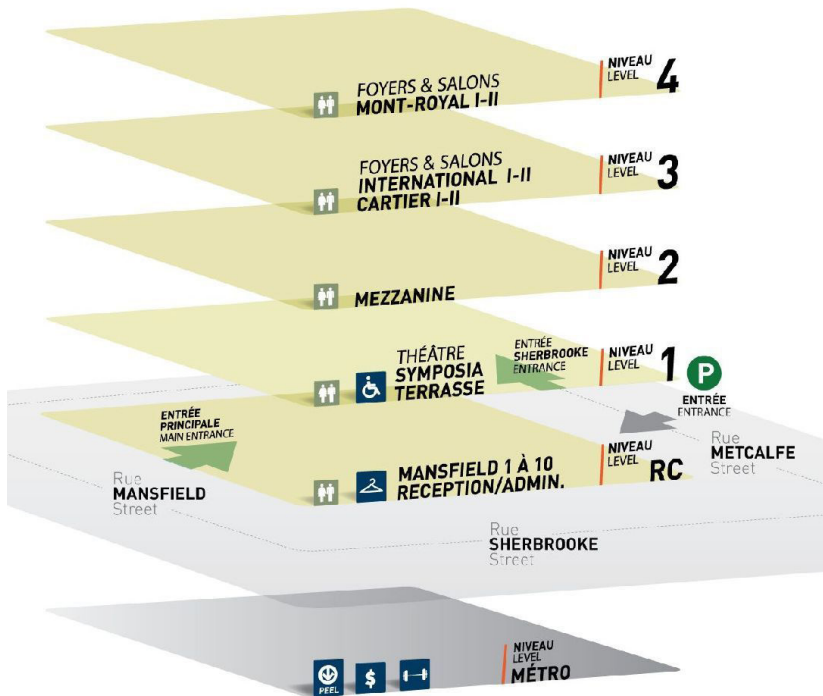 FOYERS & SALONS
MONT-ROYAL I-II
NIVEAU
LEVEL
4
FOYERS & SALONS
INTERNATIONAL I-II
CARTIER I-II
NIVEAU
LEVEL
3
MEZZANINE
NIVEAU
LEVEL
2
THÉÂTRE
SYMPOSIA
TERRASSE
ENTRÉE
SHERBROOKE
ENTRANCE
NIVEAU
LEVEL
1
P
ENTRÉE
ENTRANCE
ENTRÉE
PRINCIPALE
MAIN ENTRANCE
Rue
METCALFE
Street
Rue
MANSFIELD
Street
MANSFIELD 1 À 10
RECEPTION/ADMIN.
NIVEAU
LEVEL
RC
Rue
SHERBROOKE
Street
PEEL
$
NIVEAU
LEVEL
MÉTRO